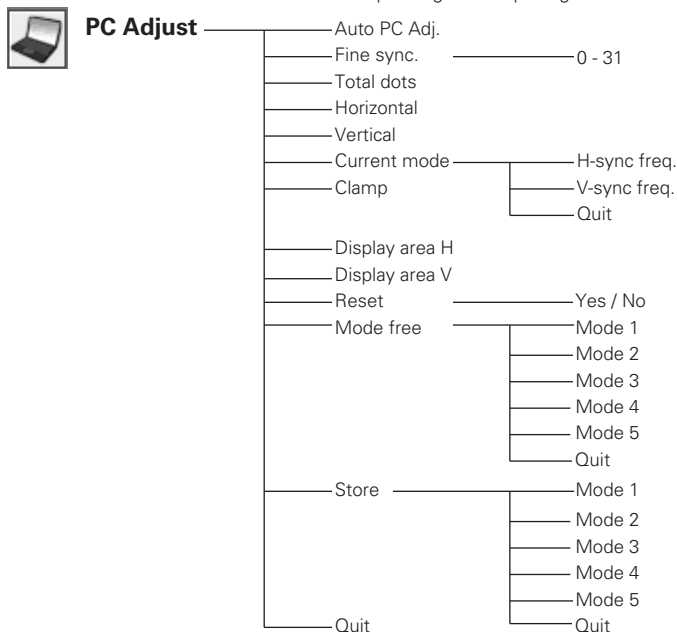 PC Adjust Auto PC Adj.
Fine sync. 0 - 31
Total dots
Horizontal
Vertical
Current mode H-sync freq.
Clamp V-sync freq.
Quit
Display area H
Display area V
Reset Yes / No
Mode free Mode 1
Mode 2
Mode 3
Mode 4
Mode 5
Quit
Store Mode 1
Mode 2
Mode 3
Mode 4
Mode 5
Quit Quit